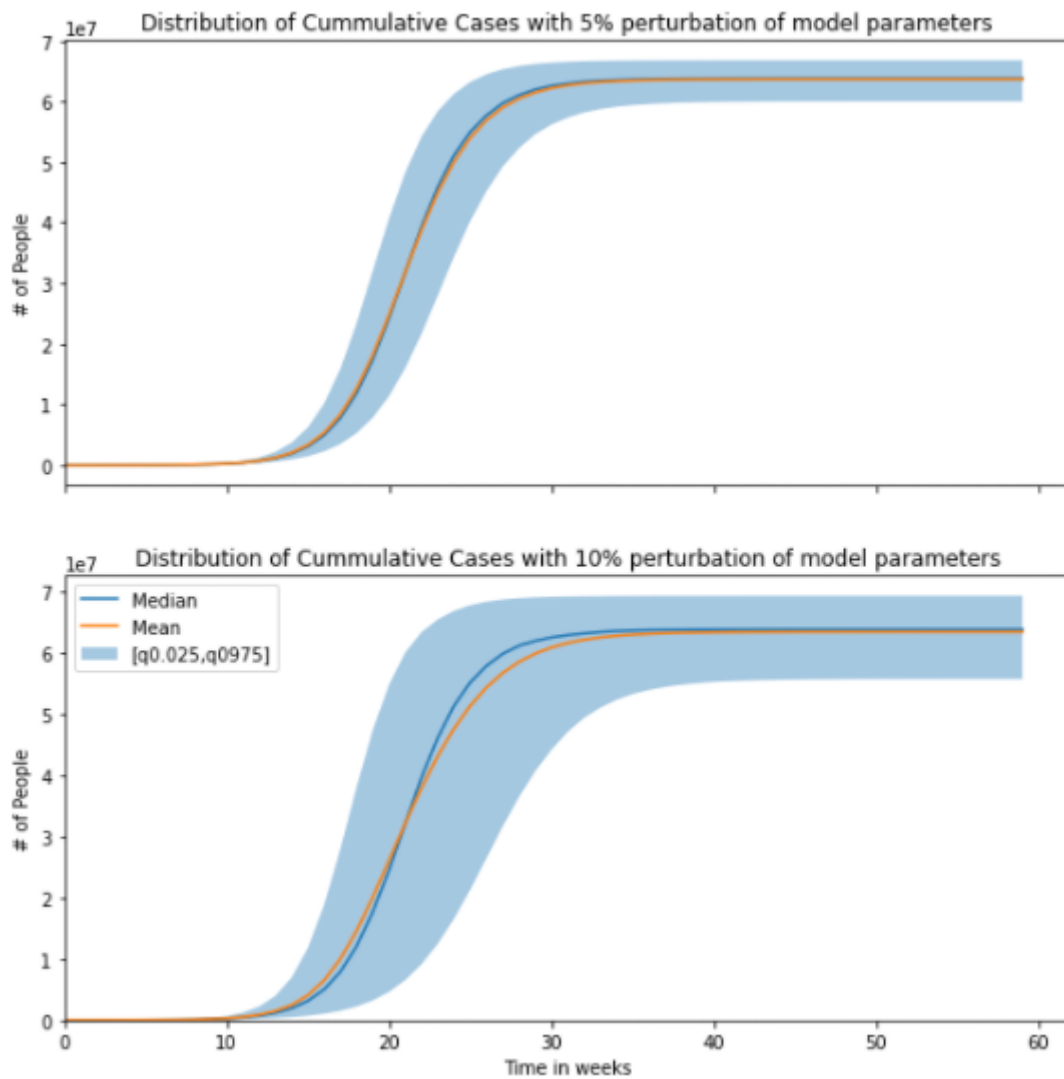 Distribution of Cummulative Cases with 5% perturbation of model parameters
1e7
7
6
5
4
3
2
1
0
# of People
Distribution of Cummulative Cases with 10% perturbation of model parameters
1e7
7
6
5
4
3
2
1
0
# of People
Median
Mean
[q0.025,q0975]
0 10 20 30 40 50 60
Time in weeks